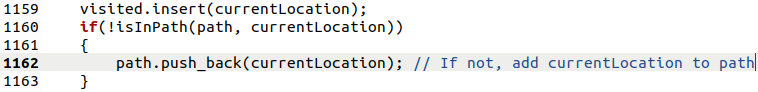 1159 visited.insert(currentLocation);
1160 if(!isInPath(path, currentLocation))
1161 {
1162 path.push_back(currentLocation); // If not, add currentLocation to path
1163 }